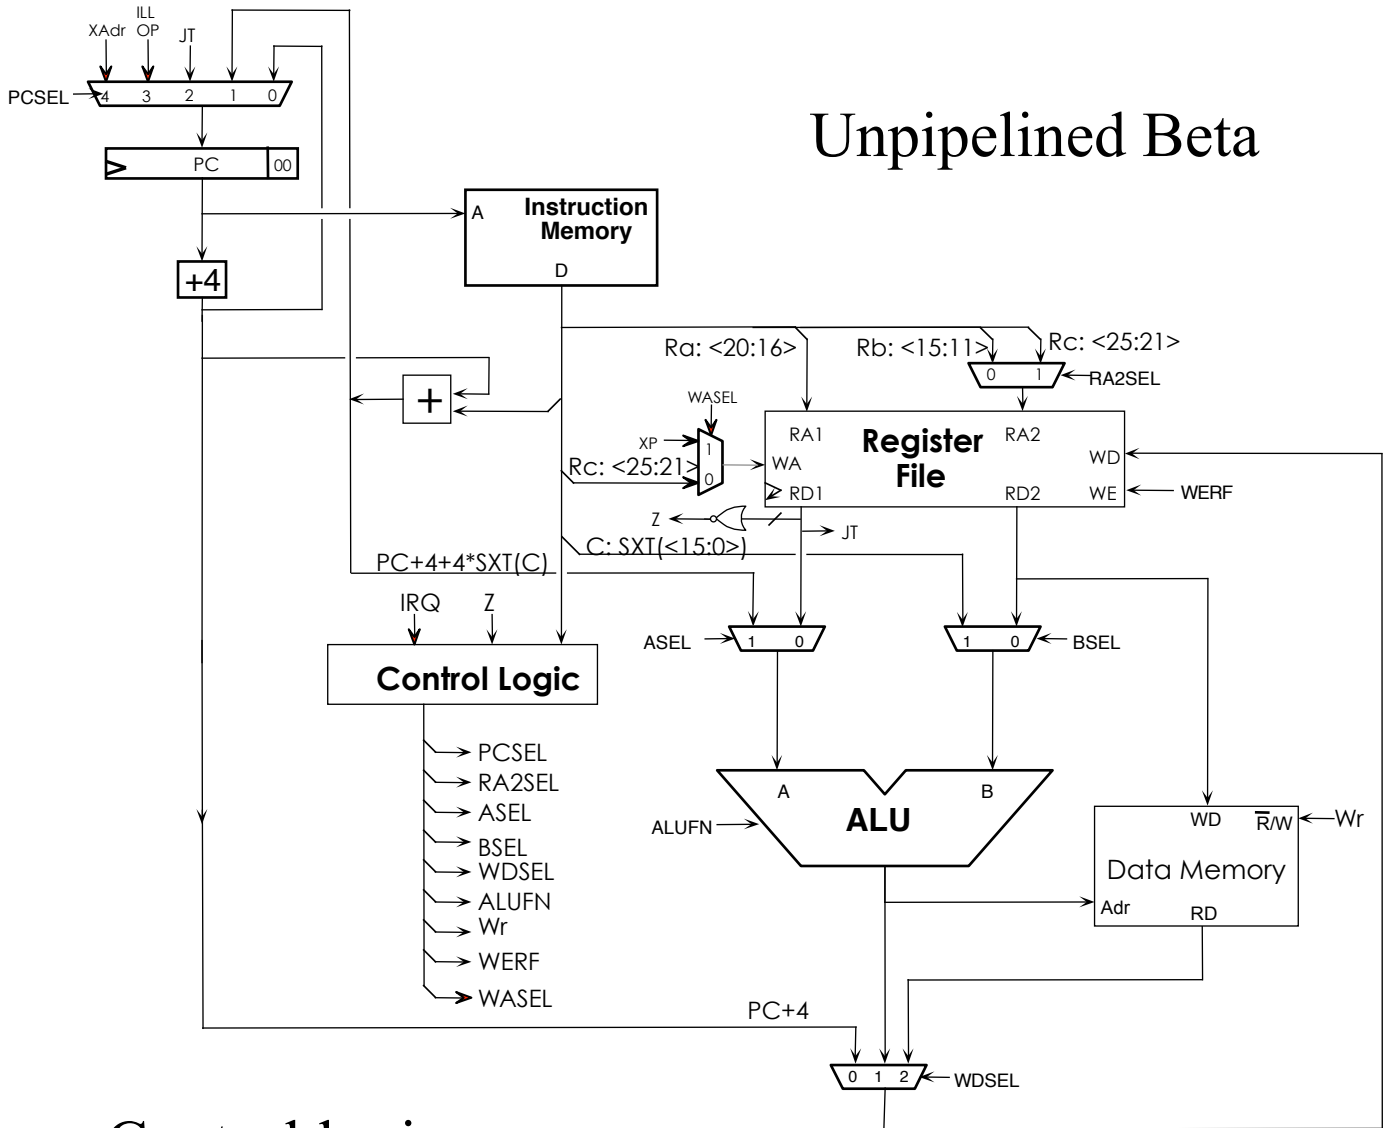 ILL
XAdr OP JT
PCSEL 4 3 2 1 0
Unpipelined Beta
PC 00
A Instruction
Memory
D
+4
Ra: <20:16> Rb: <15:11> Rc: <25:21>
0 1 RA2SEL
+
WASEL
XP 1
Rc: <25:21> 0
RA1 Register RA2
File
WA WD
RD1 RD2 WE WERF
Z JT
C: SXT(<15:0>)
PC+4+4*SXT(C)
IRQ Z
ASEL 1 0 1 0 BSEL
Control Logic
PCSEL
RA2SEL
ASEL
BSEL
WDSEL
ALUFN
Wr
WERF
WASEL
A B
ALUFN ALU
WD R̅/W Wr
Data Memory
Adr RD
PC+4
0 1 2 WDSEL